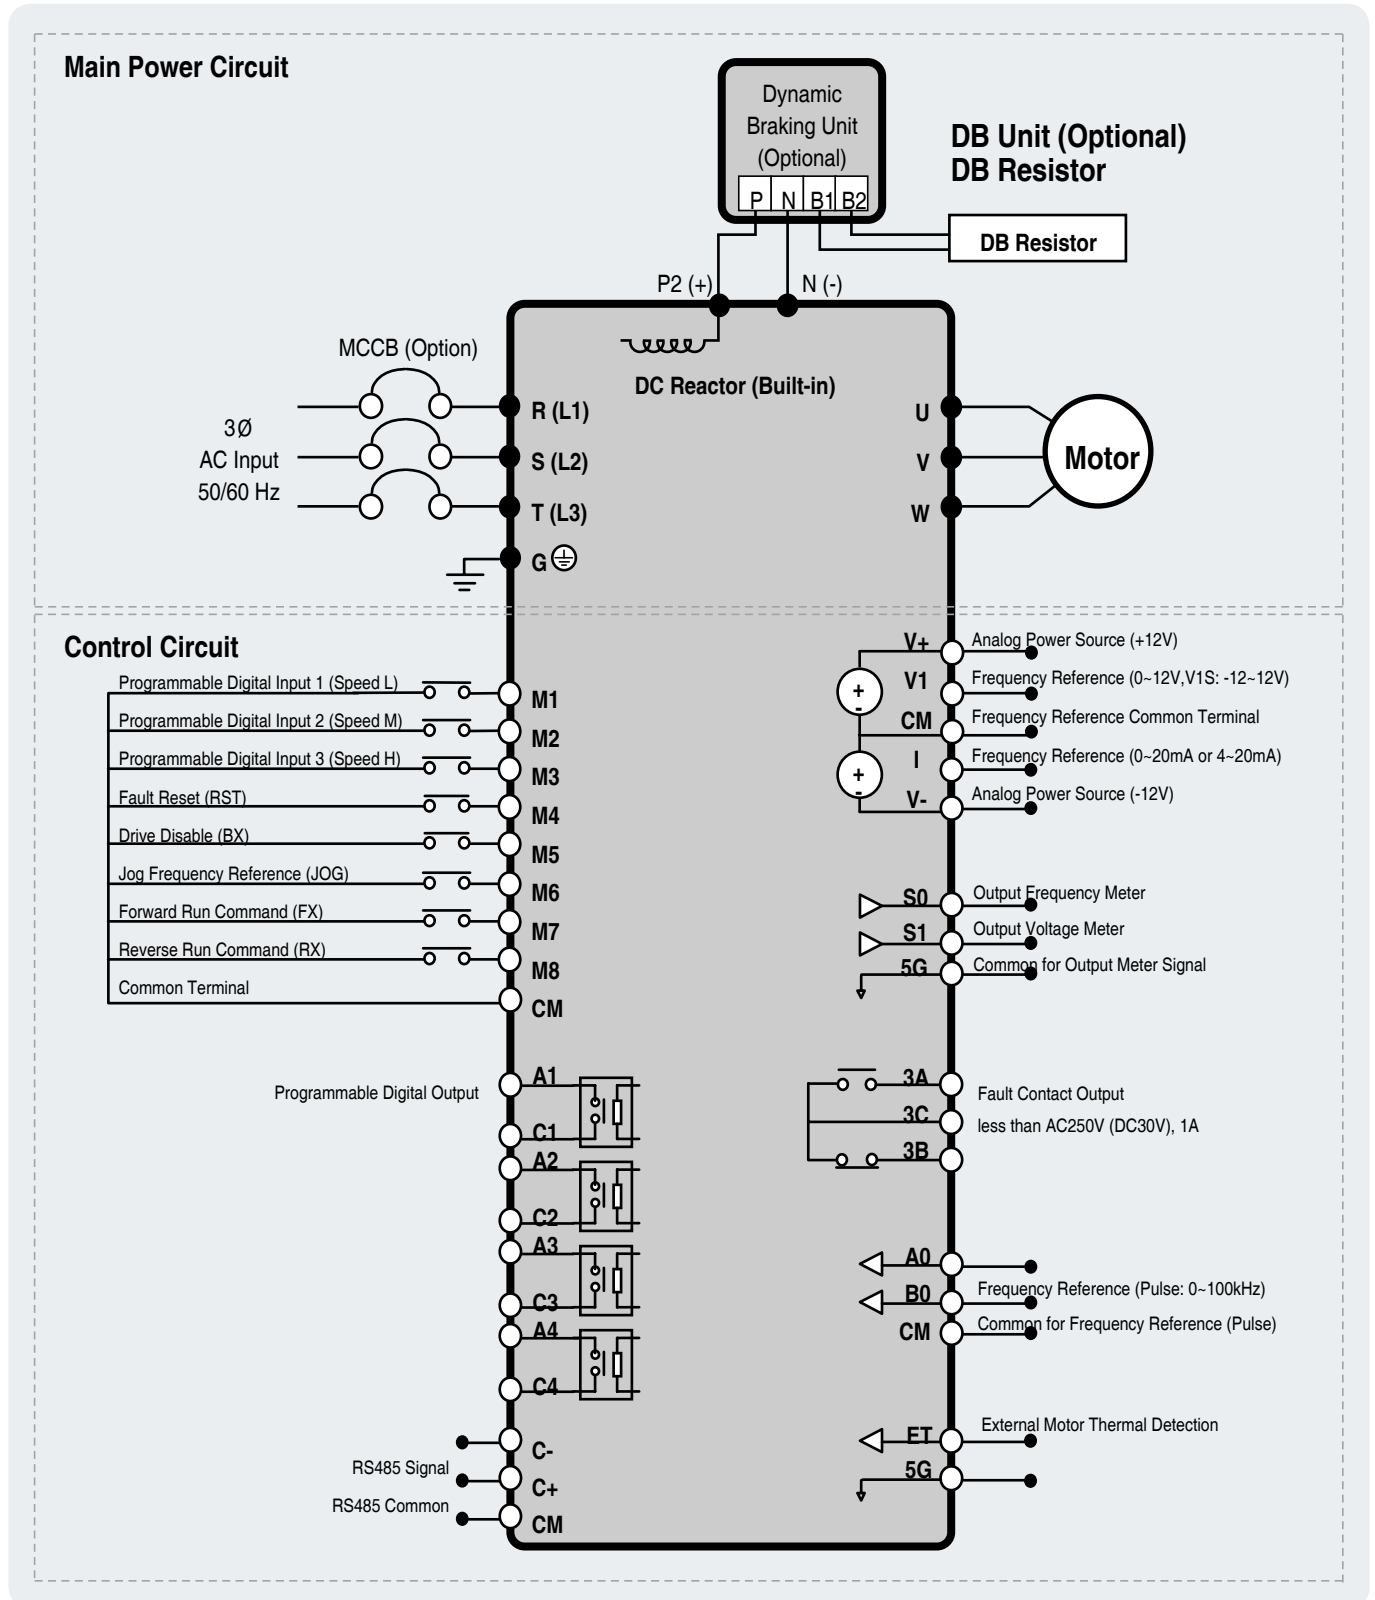 Main Power Circuit
Dynamic
Braking Unit
(Optional)
P N B1 B2
DB Unit (Optional)
DB Resistor
DB Resistor
P2 (+)
N (-)
MCCB (Option)
DC Reactor (Built-in)
3Ø
AC Input
50/60 Hz
R (L1)
S (L2)
T (L3)
G
U
V
W
Motor
Control Circuit
Programmable Digital Input 1 (Speed L)
M1
Programmable Digital Input 2 (Speed M)
M2
Programmable Digital Input 3 (Speed H)
M3
Fault Reset (RST)
M4
Drive Disable (BX)
M5
Jog Frequency Reference (JOG)
M6
Forward Run Command (FX)
M7
Reverse Run Command (RX)
M8
Common Terminal
CM
V+
Analog Power Source (+12V)
+
-
V1
Frequency Reference (0~12V,V1S: -12~12V)
CM
Frequency Reference Common Terminal
+
-
I
Frequency Reference (0~20mA or 4~20mA)
V-
Analog Power Source (-12V)
S0
Output Frequency Meter
S1
Output Voltage Meter
5G
Common for Output Meter Signal
Programmable Digital Output
A1
C1
A2
C2
A3
C3
A4
C4
3A
3C
3B
Fault Contact Output
less than AC250V (DC30V), 1A
A0
B0
Frequency Reference (Pulse: 0~100kHz)
CM
Common for Frequency Reference (Pulse)
ET
External Motor Thermal Detection
5G
C-
RS485 Signal
C+
RS485 Common
CM